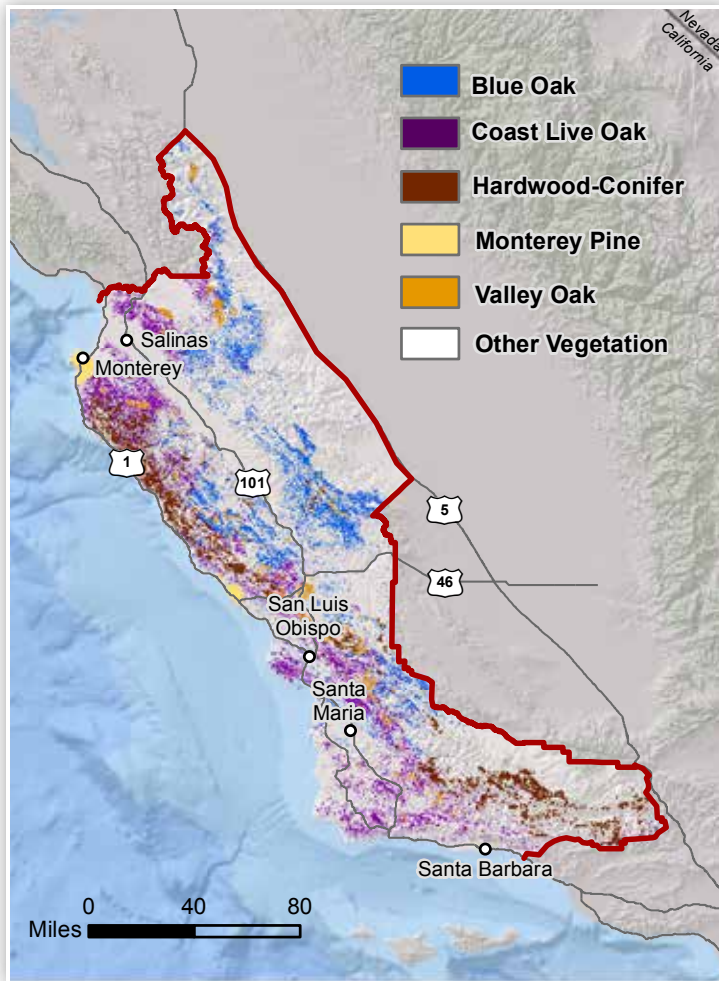 Nevada
California
Blue Oak
Coast Live Oak
Hardwood-Conifer
Monterey Pine
Valley Oak
Other Vegetation
Salinas
Monterey
1
101
5
46
San Luis
Obispo
Santa
Maria
Santa Barbara
0 40 80
Miles